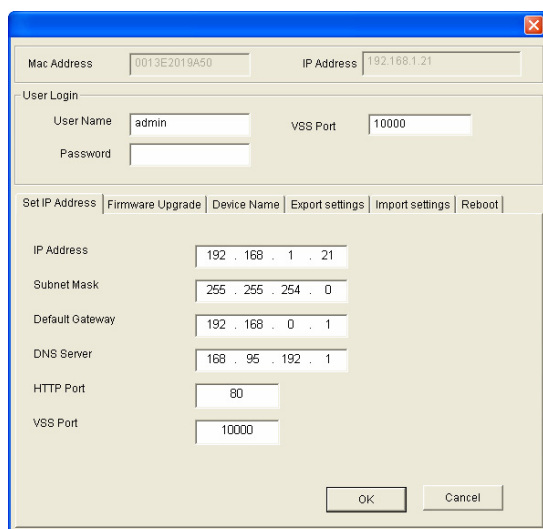 Mac Address 0013E2019A50 IP Address 192.168.1.21
User Login
User Name admin VSS Port 10000
Password
Set IP Address Firmware Upgrade Device Name Export settings Import settings Reboot
IP Address 192 . 168 . 1 . 21
Subnet Mask 255 . 255 . 254 . 0
Default Gateway 192 . 168 . 0 . 1
DNS Server 168 . 95 . 192 . 1
HTTP Port 80
VSS Port 10000
OK Cancel